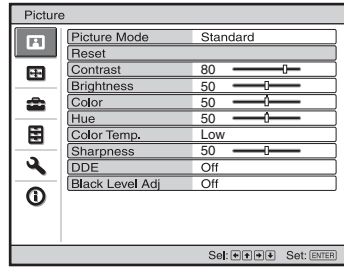 Picture
Picture Mode Standard
Reset
Contrast 80
Brightness 50
Color 50
Hue 50
Color Temp. Low
Sharpness 50
DDE Off
Black Level Adj Off
Sel: ←↑→↓ Set: ENTER